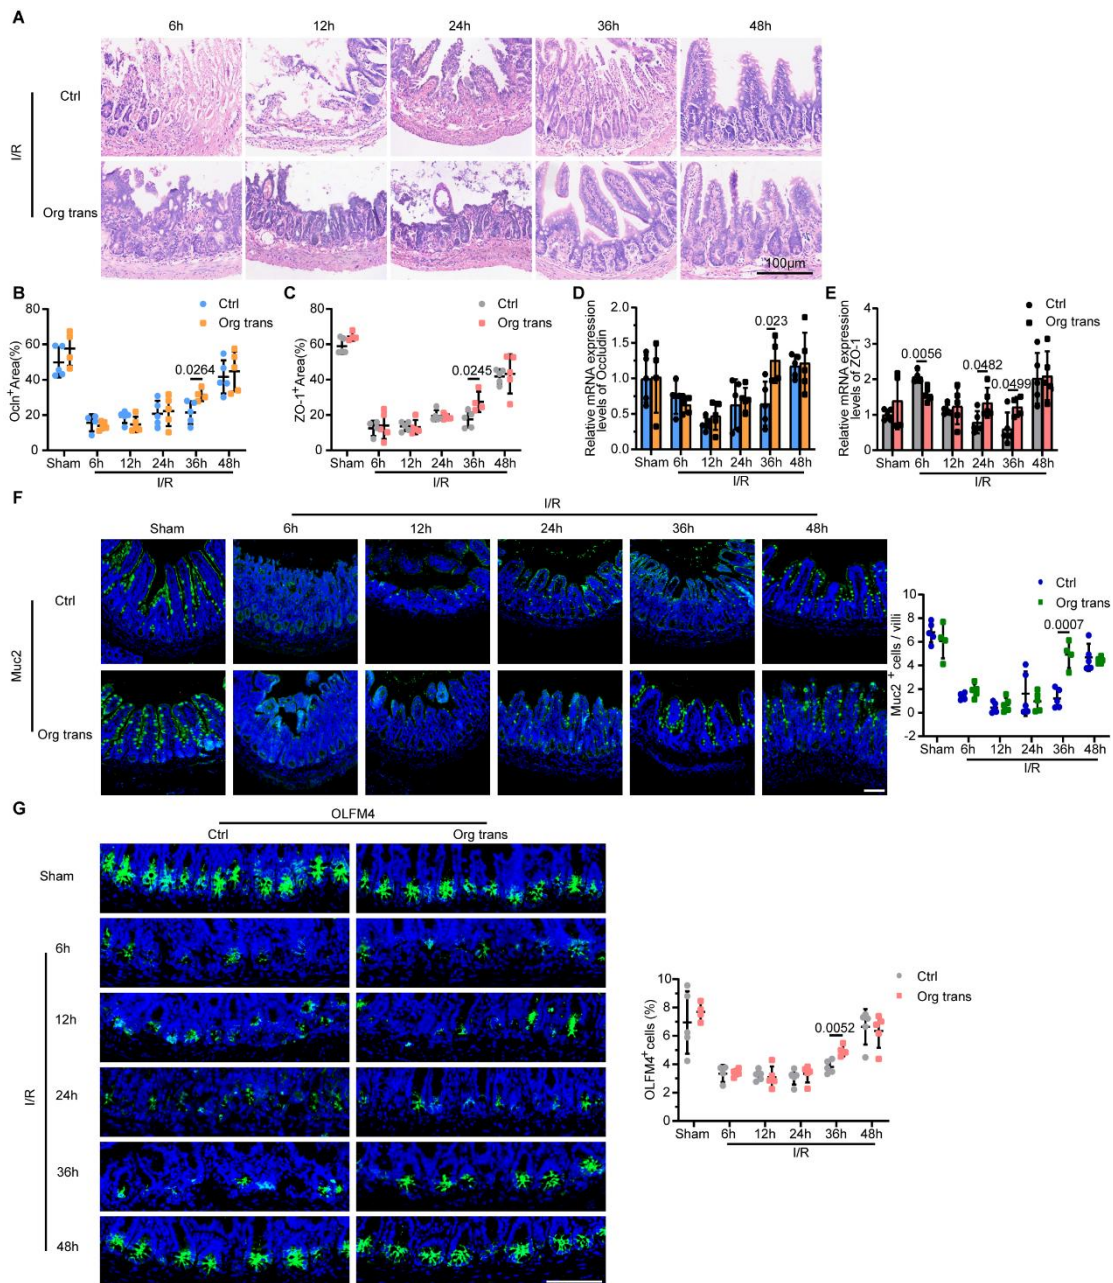 A
6h 12h 24h 36h 48h
Ctrl
I/R
Org trans
100μm
B
Ocln+ Area(%)
80
60
40
20
0
Ctrl
Org trans
0.0264
Sham 6h 12h 24h 36h 48h
I/R
C
ZO-1+ Area(%)
80
60
40
20
0
Ctrl
Org trans
0.0245
Sham 6h 12h 24h 36h 48h
I/R
D
Relative mRNA expression
levels of Occludin
2.0
1.5
1.0
0.5
0.0
Ctrl
Org trans
0.023
Sham 6h 12h 24h 36h 48h
I/R
E
Relative mRNA expression
levels of ZO-1
4
3
2
1
0
Ctrl
Org trans
0.0056
0.0482
0.0499
Sham 6h 12h 24h 36h 48h
I/R
F
I/R
Sham 6h 12h 24h 36h 48h
Muc2
Ctrl
Org trans
Muc2+ cells / villi
10
8
6
4
2
0
-2
Ctrl
Org trans
0.0007
Sham 6h 12h 24h 36h 48h
I/R
G
OLFM4
Ctrl Org trans
Sham
6h
12h
I/R
24h
36h
48h
OLFM4+ cells (%)
10
8
6
4
2
0
Ctrl
Org trans
0.0052
Sham 6h 12h 24h 36h 48h
I/R